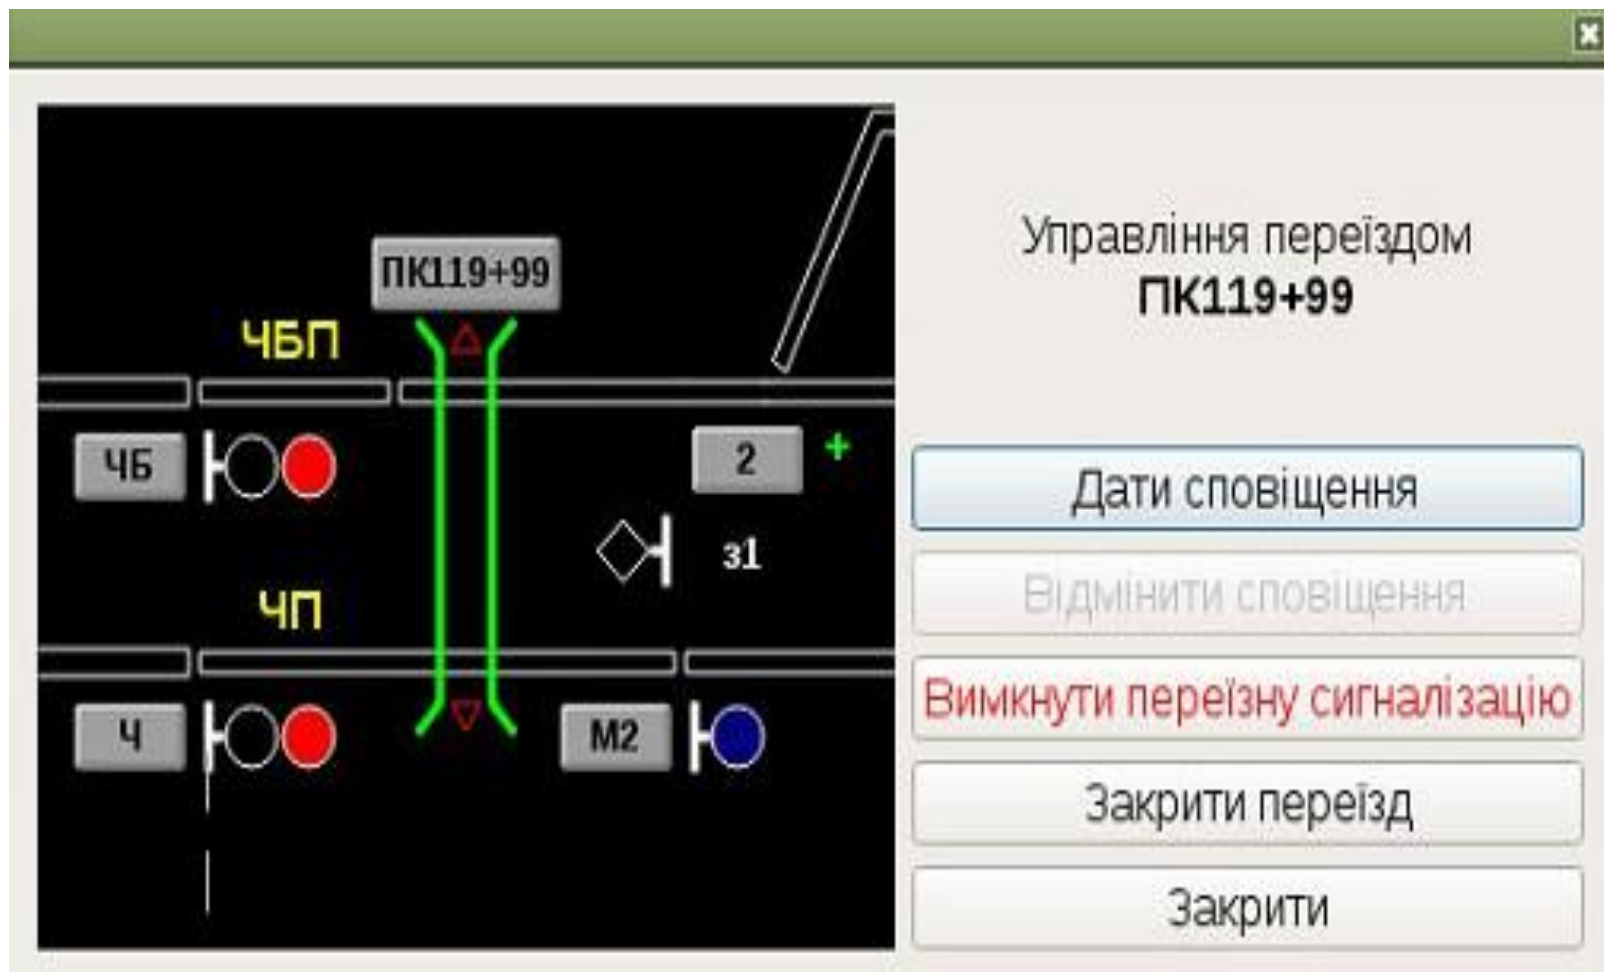 ПК119+99
Управління переїздом
ПК119+99
ЧБП
ЧБ
2
+
з1
ЧП
Ч
М2
Дати сповіщення
Відмінити сповіщення
Вимкнути переїзну сигналізацію
Закрити переїзд
Закрити